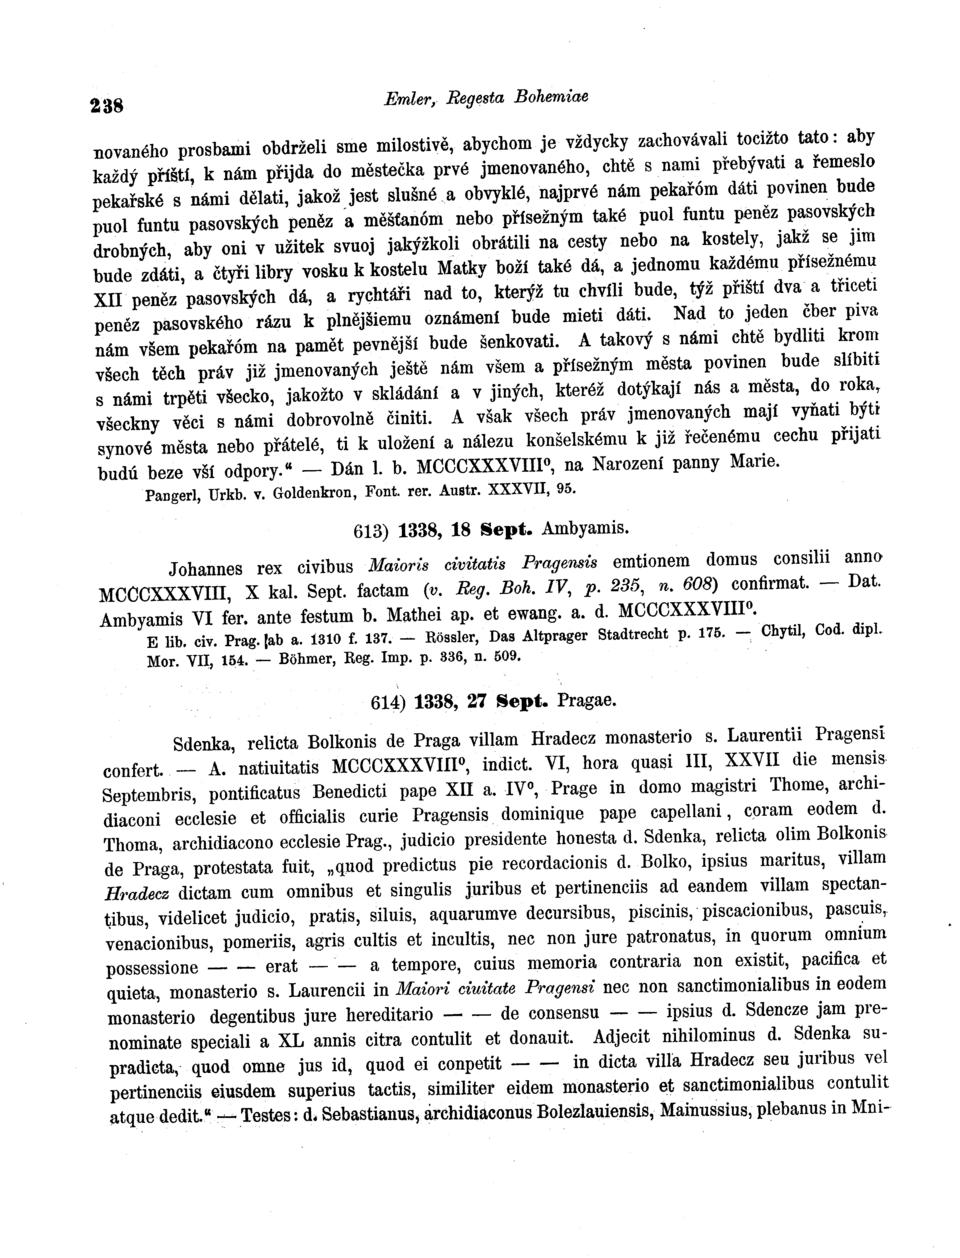 238
Emler, Regesta Bohemiae
novaného prosbami obdrželi sme milostivě, abychom je vždycky zachovávali tocižto tato: aby
každý příští, k nám přijda do městečka prvé jmenovaného, chtě s nami přebývati a řemeslo
pekařské s námi dělati, jakož jest slušné a obvyklé, najprvé nám pekařóm dáti povinen bude
puol funtu pasovských peněz a měšťanóm nebo přísežným také puol funtu peněz pasovských
drobných, aby oni v užitek svuoj jakýžkoli obrátili na cesty nebo na kostely, jakž se jim
bude zdáti, a čtyři libry vosku k kostelu Matky boží také dá, a jednomu každému přísežnému
XII peněz pasovských dá, a rychtáři nad to, kterýž tu chvíli bude, týž přiští dva a třiceti
peněz pasovského rázu k plnějšiemu oznámení bude mieti dáti. Nad to jeden čber piva
nám všem pekařóm na pamět pevnější bude šenkovati. A takový s námi chtě bydliti krom
všech těch práv již jmenovaných ještě nám všem a přísežným města povinen bude slíbiti
s námi trpěti všecko, jakožto v skládání a v jiných, kteréž dotýkají nás a města, do roka,
všeckny věci s námi dobrovolně činiti. A však všech práv jmenovaných mají vyňati býti
synové města nebo přátelé, ti k uložení a nálezu konšelskému k již řečenému cechu přijati
budú beze vší odpory.“ — Dán l. b. MCCCXXXVIIIº, na Narození panny Marie.
Pangerl, Urkb. v. Goldenkron, Font. rer. Austr. XXXVII, 95.
613) 1338, 18 Sept. Ambyamis.
Johannes rex civibus Maioris civitatis Pragensis emtionem domus consilii anno
MCCCXXXVIII, X kal. Sept. factam (v. Reg. Boh. IV, p. 235, n. 608) confirmat. — Dat.
Ambyamis VI fer. ante festum b. Mathei ap. et ewang. a. d. MCCCXXXVIIIº.
E lib. civ. Prag. ab a. 1310 f. 137. — Rössler, Das Altprager Stadtrecht p. 175. — Chytil, Cod. dipl.
Mor. VII, 154. — Böhmer, Reg. Imp. p. 336, n. 509.
614) 1338, 27 Sept. Pragae.
Sdenka, relicta Bolkonis de Praga villam Hradecz monasterio s. Laurentii Pragensi
confert. — A. natiuitatis MCCCXXXVIIIº, indict. VI, hora quasi III, XXVII die mensis
Septembris, pontificatus Benedicti pape XII a. IVº, Prage in domo magistri Thome, archi-
diaconi ecclesie et officialis curie Pragensis dominique pape capellani, coram eodem d.
Thoma, archidiacono ecclesie Prag., judicio presidente honesta d. Sdenka, relicta olim Bolkonis
de Praga, protestata fuit, „quod predictus pie recordacionis d. Bolko, ipsius maritus, villam
Hradecz dictam cum omnibus et singulis juribus et pertinenciis ad eandem villam spectan-
tibus, videlicet judicio, pratis, siluis, aquarumve decursibus, piscinis, piscacionibus, pascuis,
venacionibus, pomeriis, agris cultis et incultis, nec non jure patronatus, in quorum omnium
possessione — — erat — — a tempore, cuius memoria contraria non existit, pacifica et
quieta, monasterio s. Laurencii in Maiori ciuitate Pragensi nec non sanctimonialibus in eodem
monasterio degentibus jure hereditario — — de consensu — — ipsius d. Sdencze jam pre-
nominate speciali a XL annis citra contulit et donauit. Adjecit nihilominus d. Sdenka su-
pradicta, quod omne jus id, quod ei conpetit — — in dicta villa Hradecz seu juribus vel
pertinenciis eiusdem superius tactis, similiter eidem monasterio et sanctimonialibus contulit
atque dedit.“ — Testes: d. Sebastianus, archidiaconus Bolezlauiensis, Mainussius, plebanus in Mni-